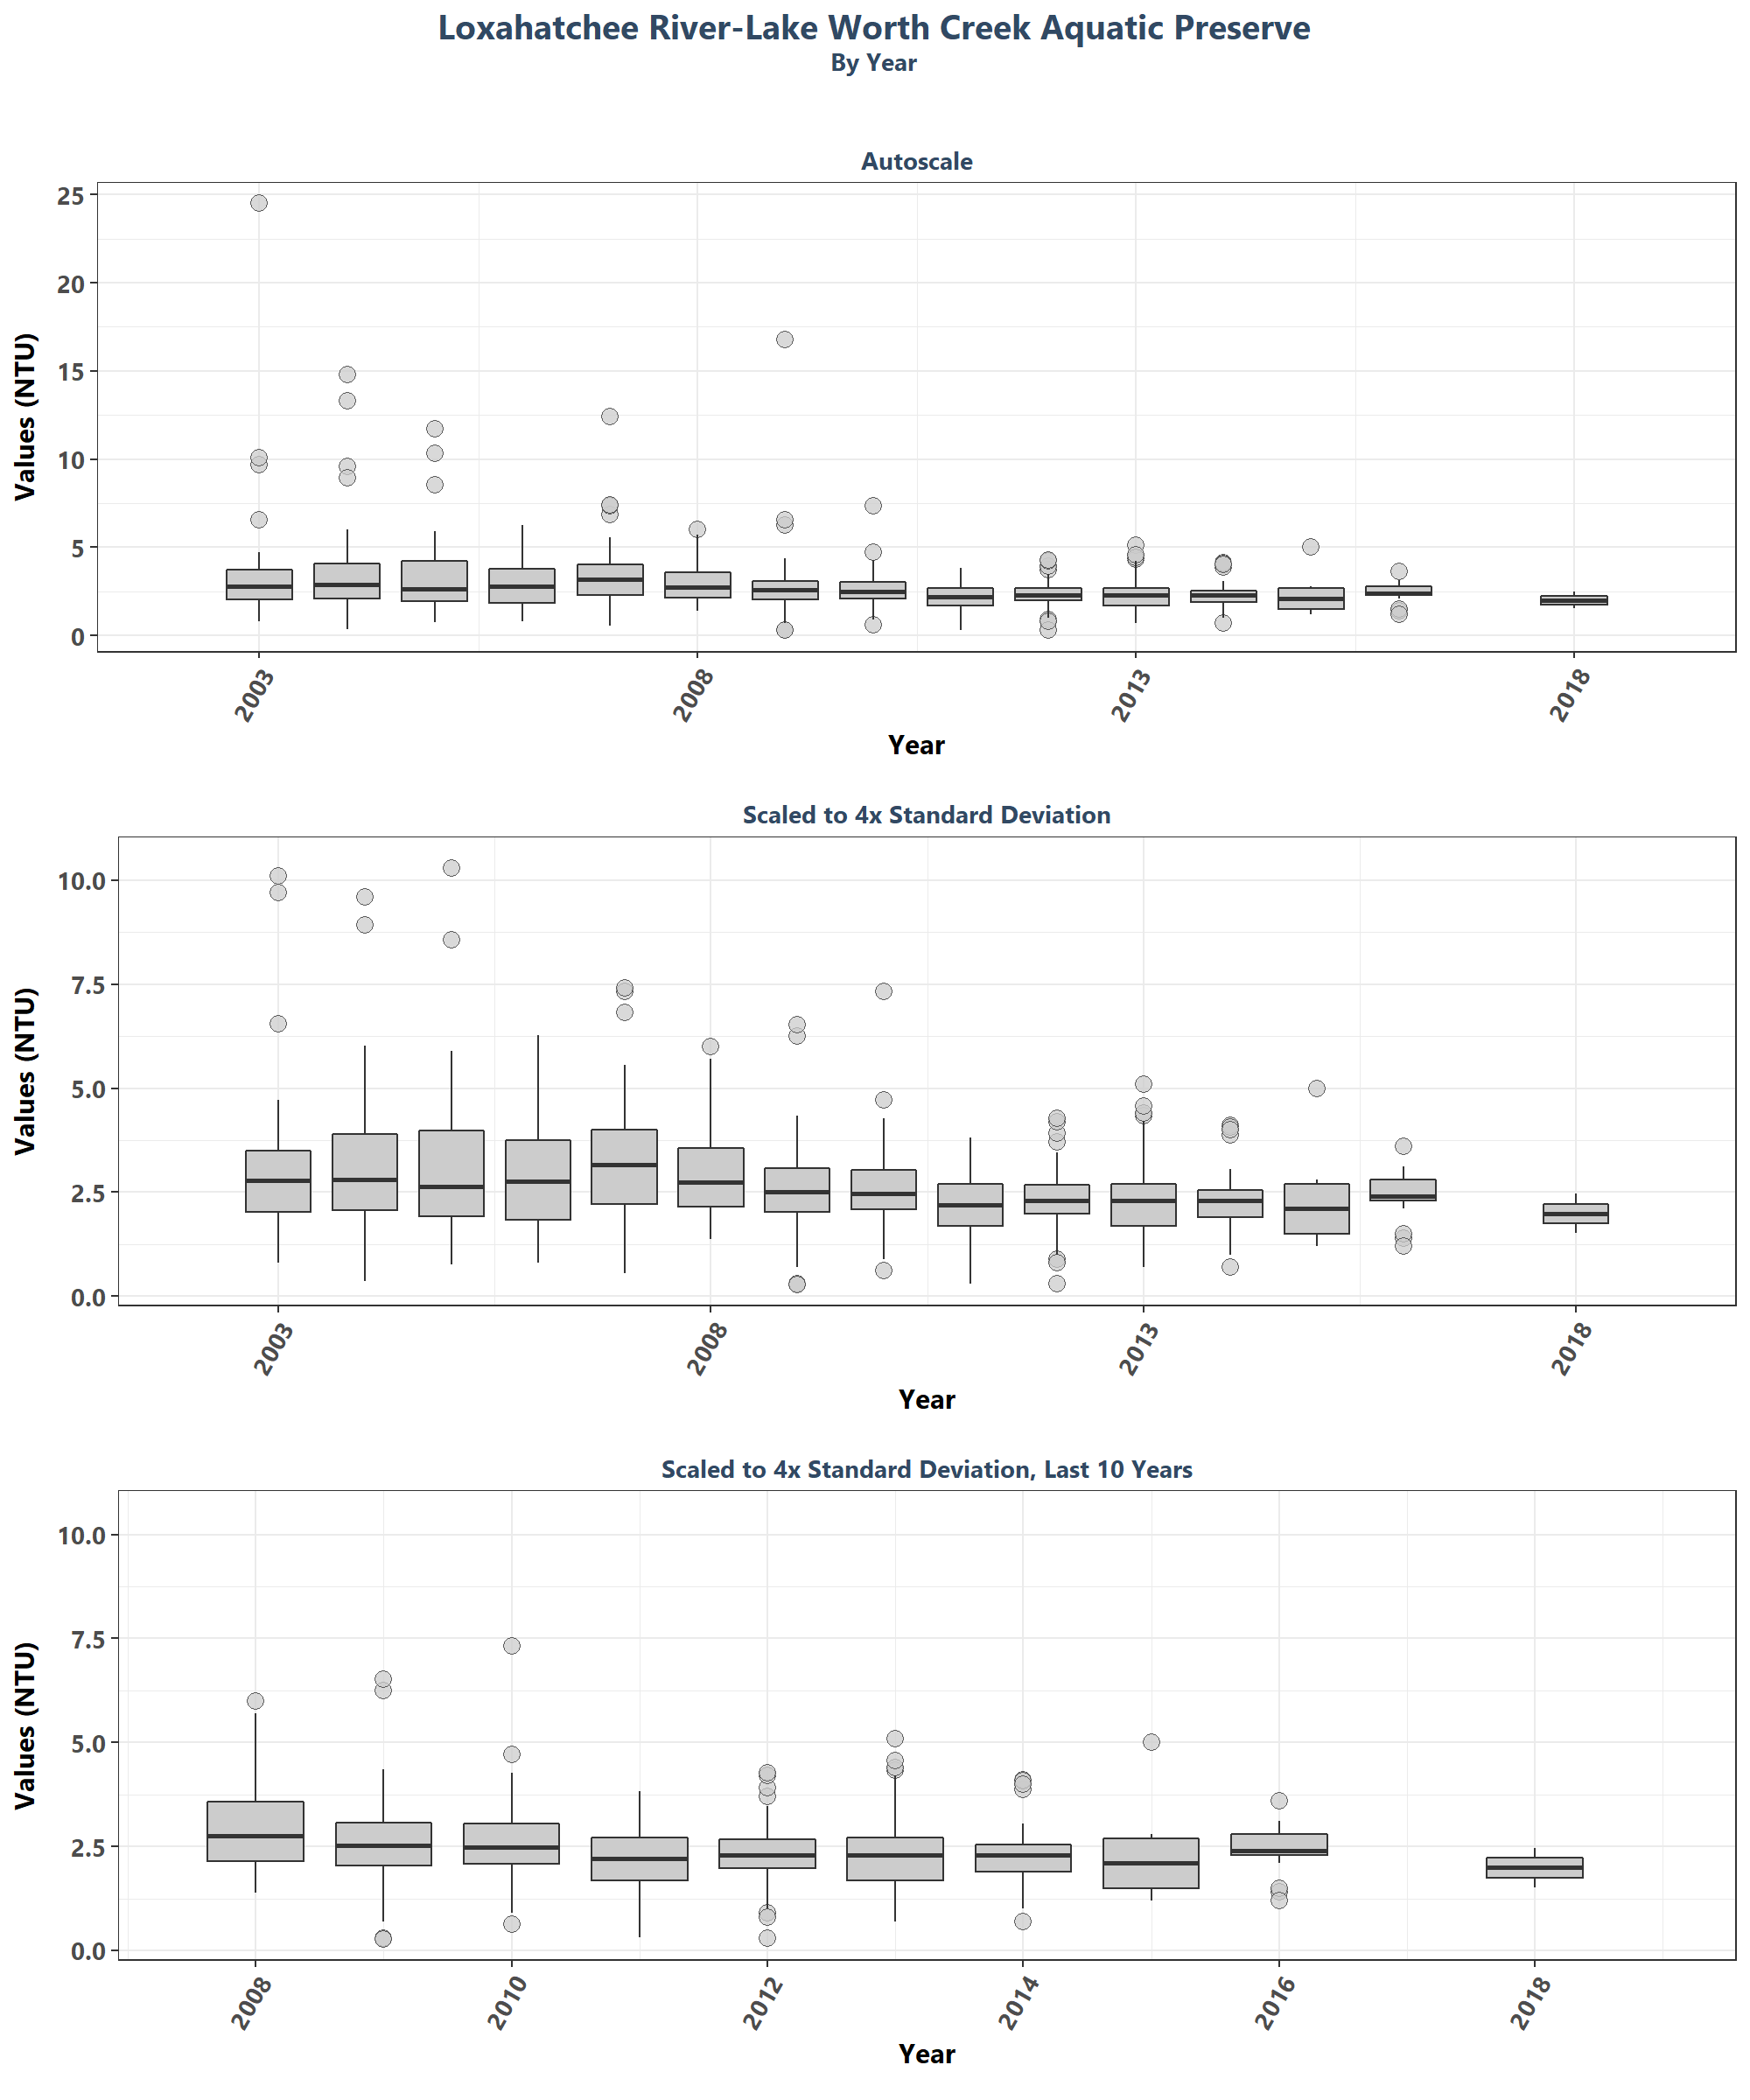 Loxahatchee River-Lake Worth Creek Aquatic Preserve
By Year
Autoscale
Values (NTU)
25
20
15
10
5
0
2003
2008
2013
2018
Year
Scaled to 4x Standard Deviation
Values (NTU)
10.0
7.5
5.0
2.5
0.0
2003
2008
2013
2018
Year
Scaled to 4x Standard Deviation, Last 10 Years
Values (NTU)
10.0
7.5
5.0
2.5
0.0
2008
2010
2012
2014
2016
2018
Year